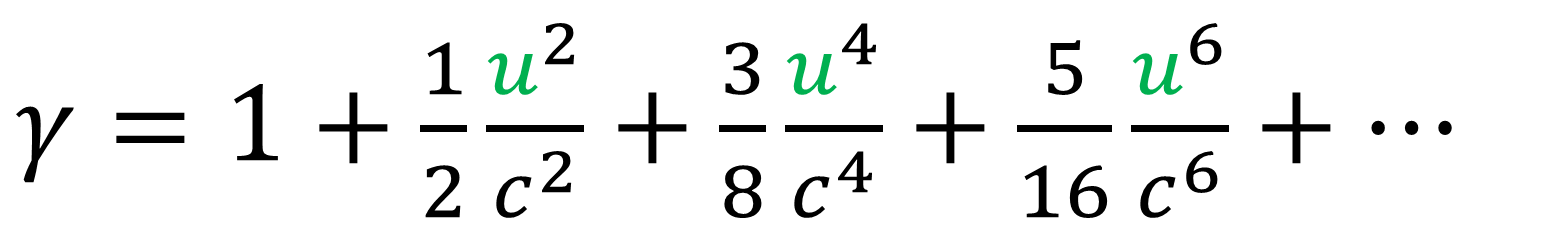 γ = 1 + 1/2 u²/c² + 3/8 u⁴/c⁴ + 5/16 u⁶/c⁶ + ⋯